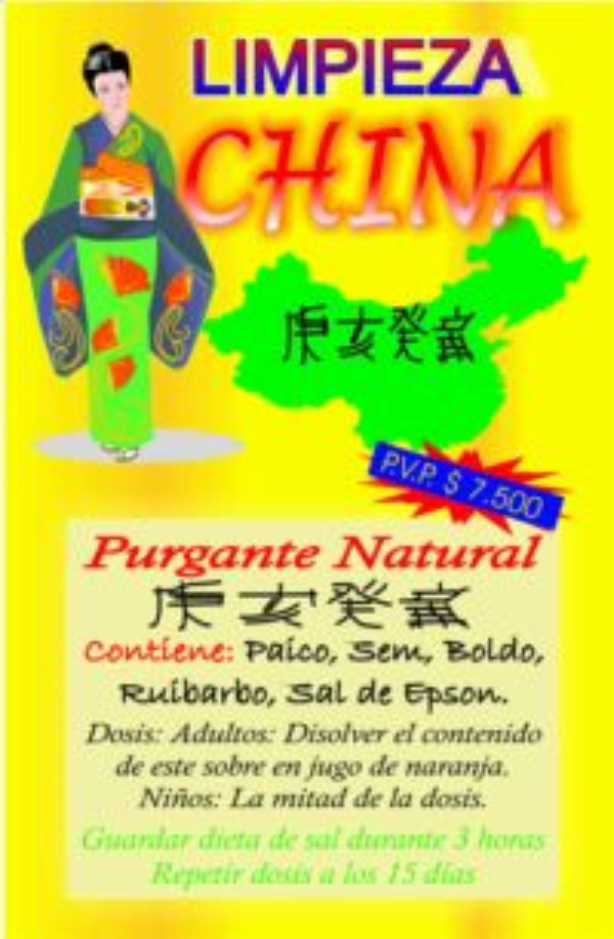 LIMPIEZA
CHINA
P.V.P. $ 7.500
Purgante Natural
Contiene: Paico, Sem, Boldo,
Ruibarbo, Sal de Epson.
Dosis: Adultos: Disolver el contenido
de este sobre en jugo de naranja.
Niños: La mitad de la dosis.
Guardar dieta de sal durante 3 horas
Repetir dosis a los 15 días